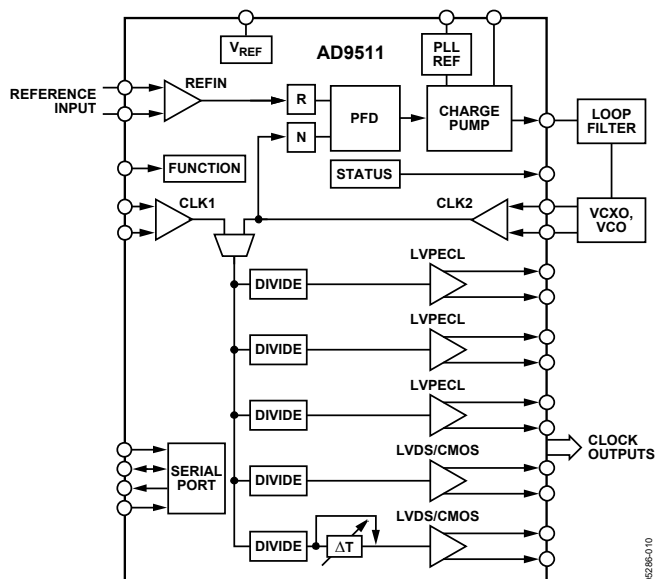 V_REF
AD9511
PLL
REF
REFERENCE
INPUT
REFIN
R
N
PFD
CHARGE
PUMP
LOOP
FILTER
FUNCTION
STATUS
CLK1
CLK2
VCXO,
VCO
DIVIDE
LVPECL
DIVIDE
LVPECL
DIVIDE
LVPECL
CLOCK
OUTPUTS
SERIAL
PORT
DIVIDE
LVDS/CMOS
DIVIDE
ΔT
LVDS/CMOS
05286-010